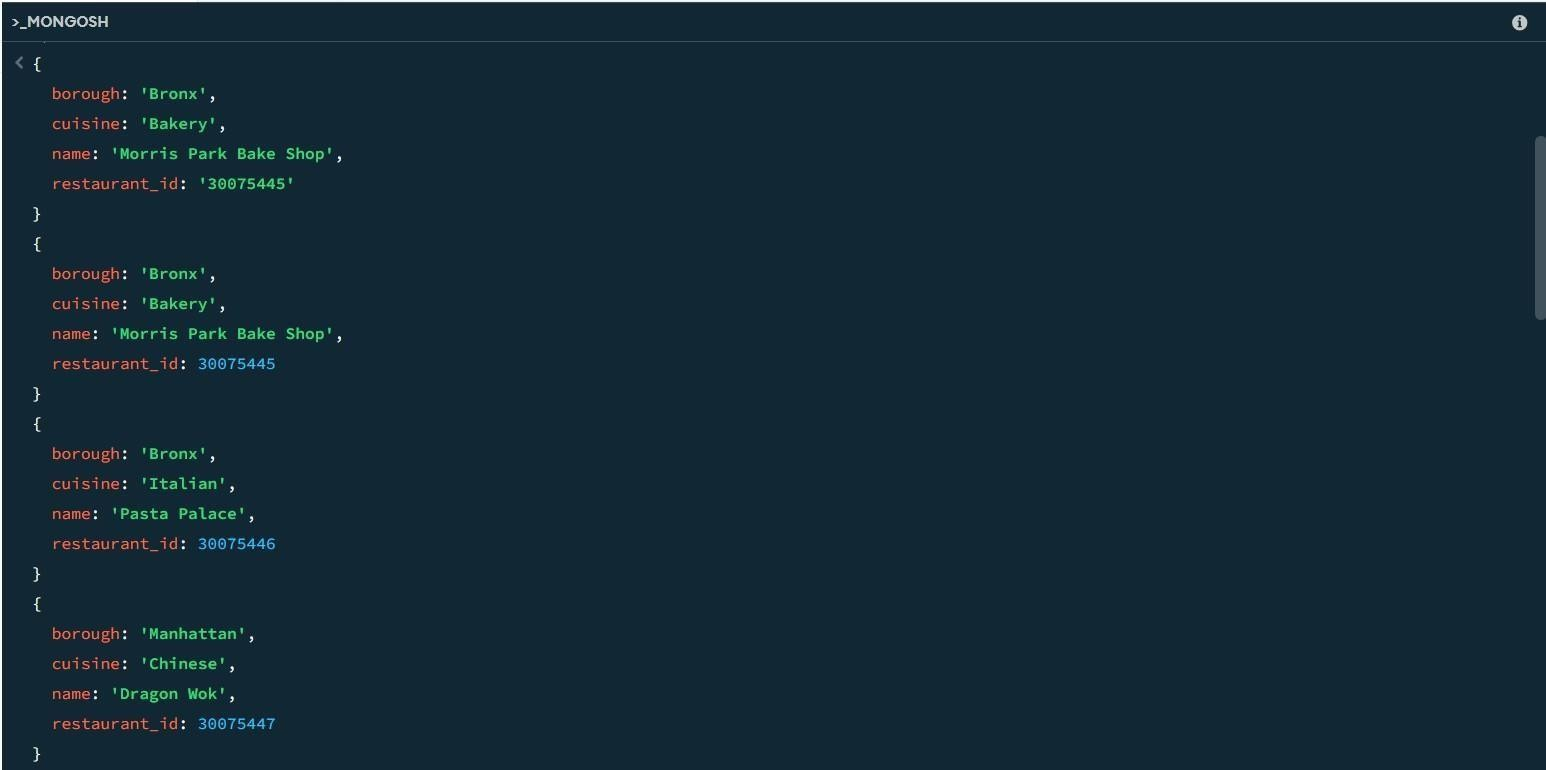 >_MONGOSH
{
borough: 'Bronx',
cuisine: 'Bakery',
name: 'Morris Park Bake Shop',
restaurant_id: '30075445'
}
{
borough: 'Bronx',
cuisine: 'Bakery',
name: 'Morris Park Bake Shop',
restaurant_id: 30075445
}
{
borough: 'Bronx',
cuisine: 'Italian',
name: 'Pasta Palace',
restaurant_id: 30075446
}
{
borough: 'Manhattan',
cuisine: 'Chinese',
name: 'Dragon Wok',
restaurant_id: 30075447
}